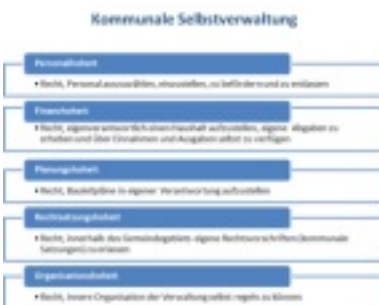 Kommunale Selbstverwaltung
Personalhoheit
• Recht, Personal auszuwählen, einzustellen, zu befördern und zu entlassen
Finanzhoheit
• Recht, eigenverantwortlich einen Haushalt aufzustellen, eigene Abgaben zu
erheben und über Einnahmen und Ausgaben selbst zu verfügen
Planungshoheit
• Recht, Bauleitpläne in eigener Verantwortung aufzustellen
Rechtsetzungshoheit
• Recht, innerhalb des Gemeindegebiets eigene Rechtsvorschriften (kommunale
Satzungen) zu erlassen
Organisationshoheit
• Recht, innere Organisation der Verwaltung selbst regeln zu können